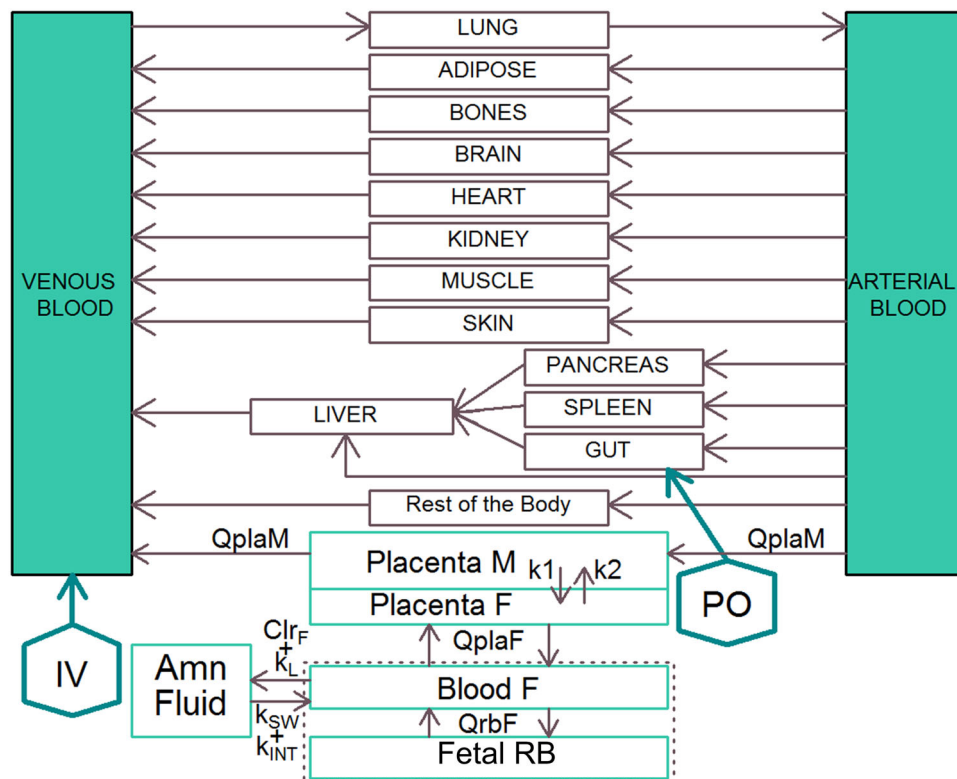 LUNG
ADIPOSE
BONES
BRAIN
HEART
KIDNEY
MUSCLE
SKIN
VENOUS
BLOOD
ARTERIAL
BLOOD
PANCREAS
SPLEEN
GUT
LIVER
Rest of the Body
QplaM
QplaM
Placenta M
k1
k2
Placenta F
PO
IV
ClrF
+
kL
QplaF
Amn
Fluid
Blood F
kSW
+
kINT
QrbF
Fetal RB